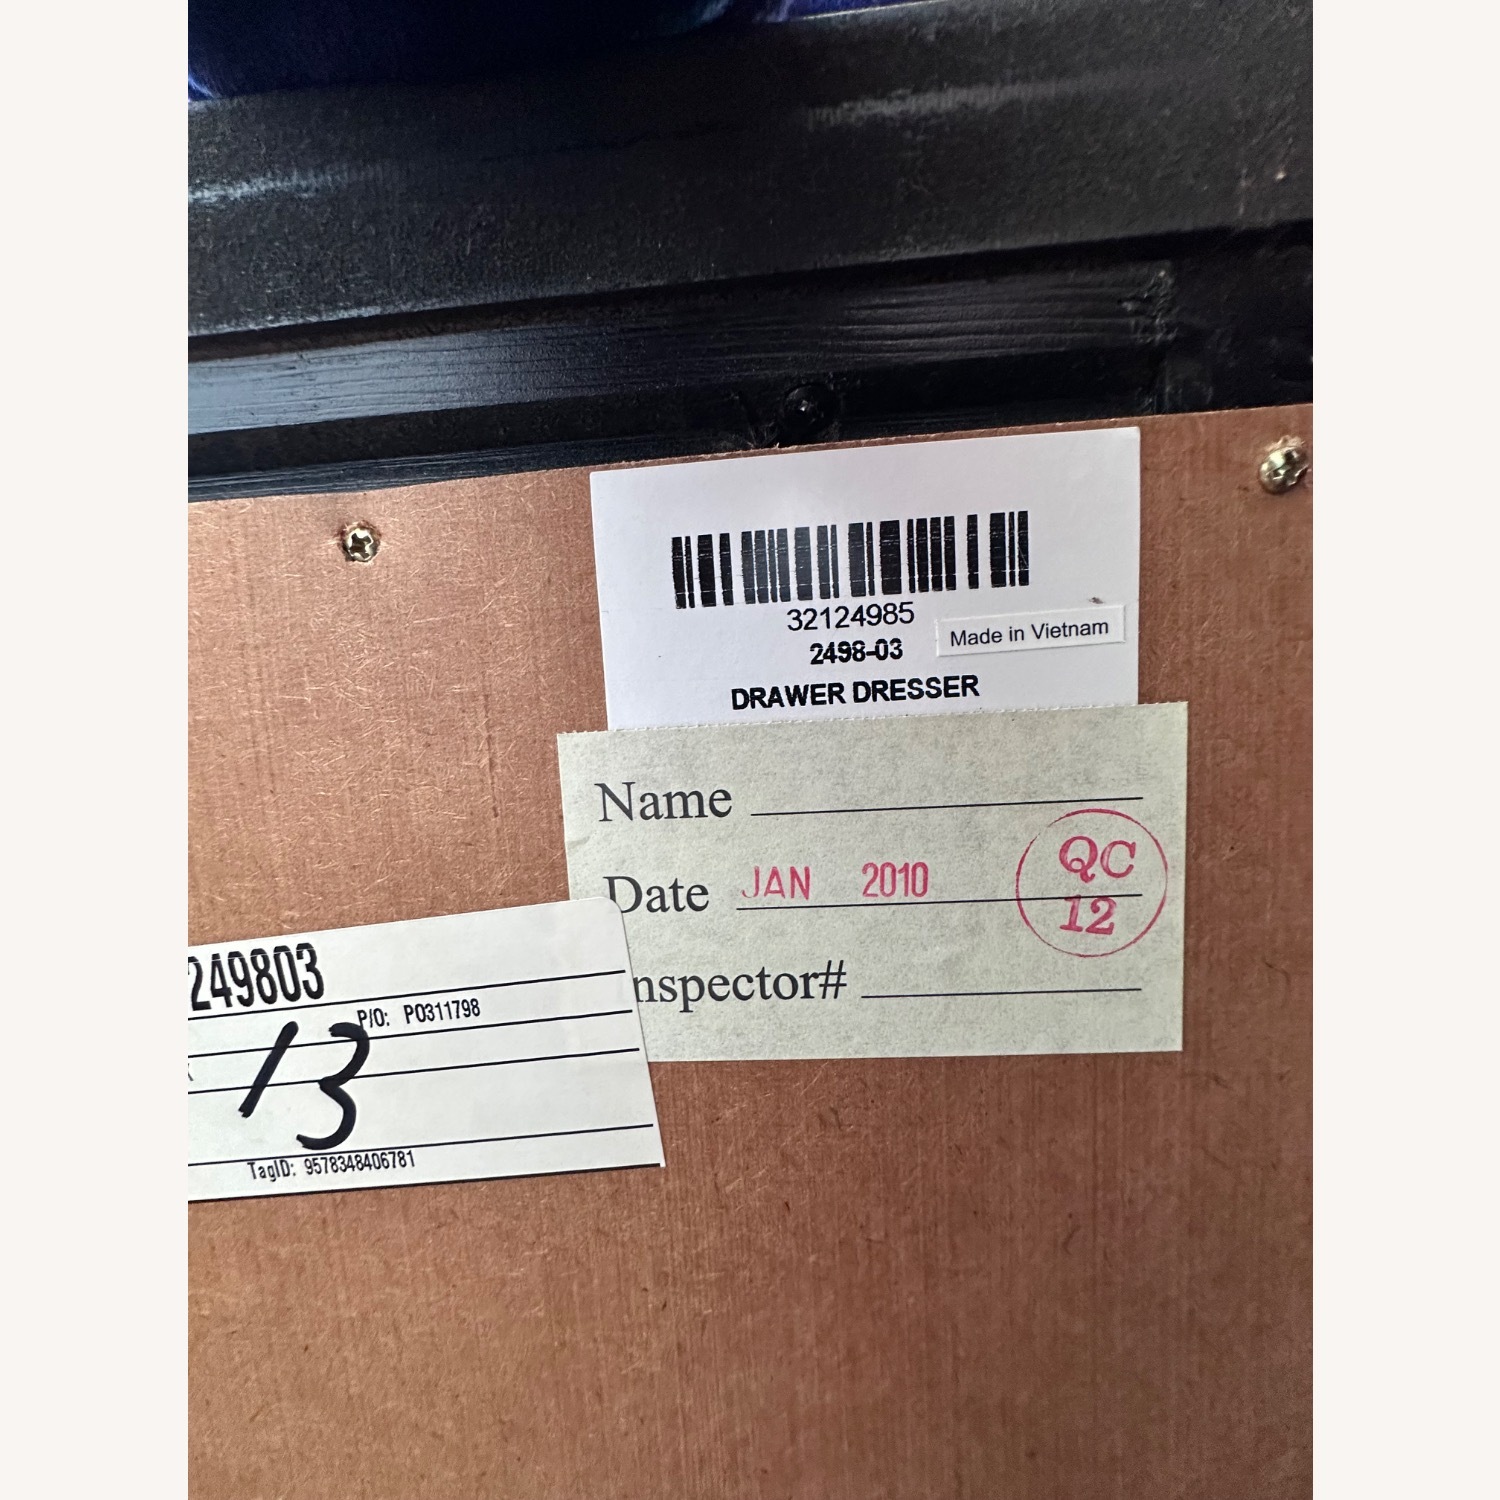 32124985
2498-03
Made in Vietnam
DRAWER DRESSER
Name
Date JAN 2010
QC
12
nspector#
249803
P/O: PO311798
13
TagID: 9578348406781